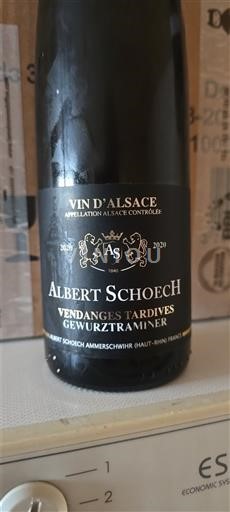 VIN D'ALSACE
APPELLATION ALSACE CONTRÔLÉE
2020 AS 2020
1840
ALBERT SCHOECH
VENDANGES TARDIVES
GEWURZTRAMINER
ALBERT SCHOECH AMMERSCHWIHR (HAUT-RHIN) FRANCE
1
2
ES
ECONOMIC SYS